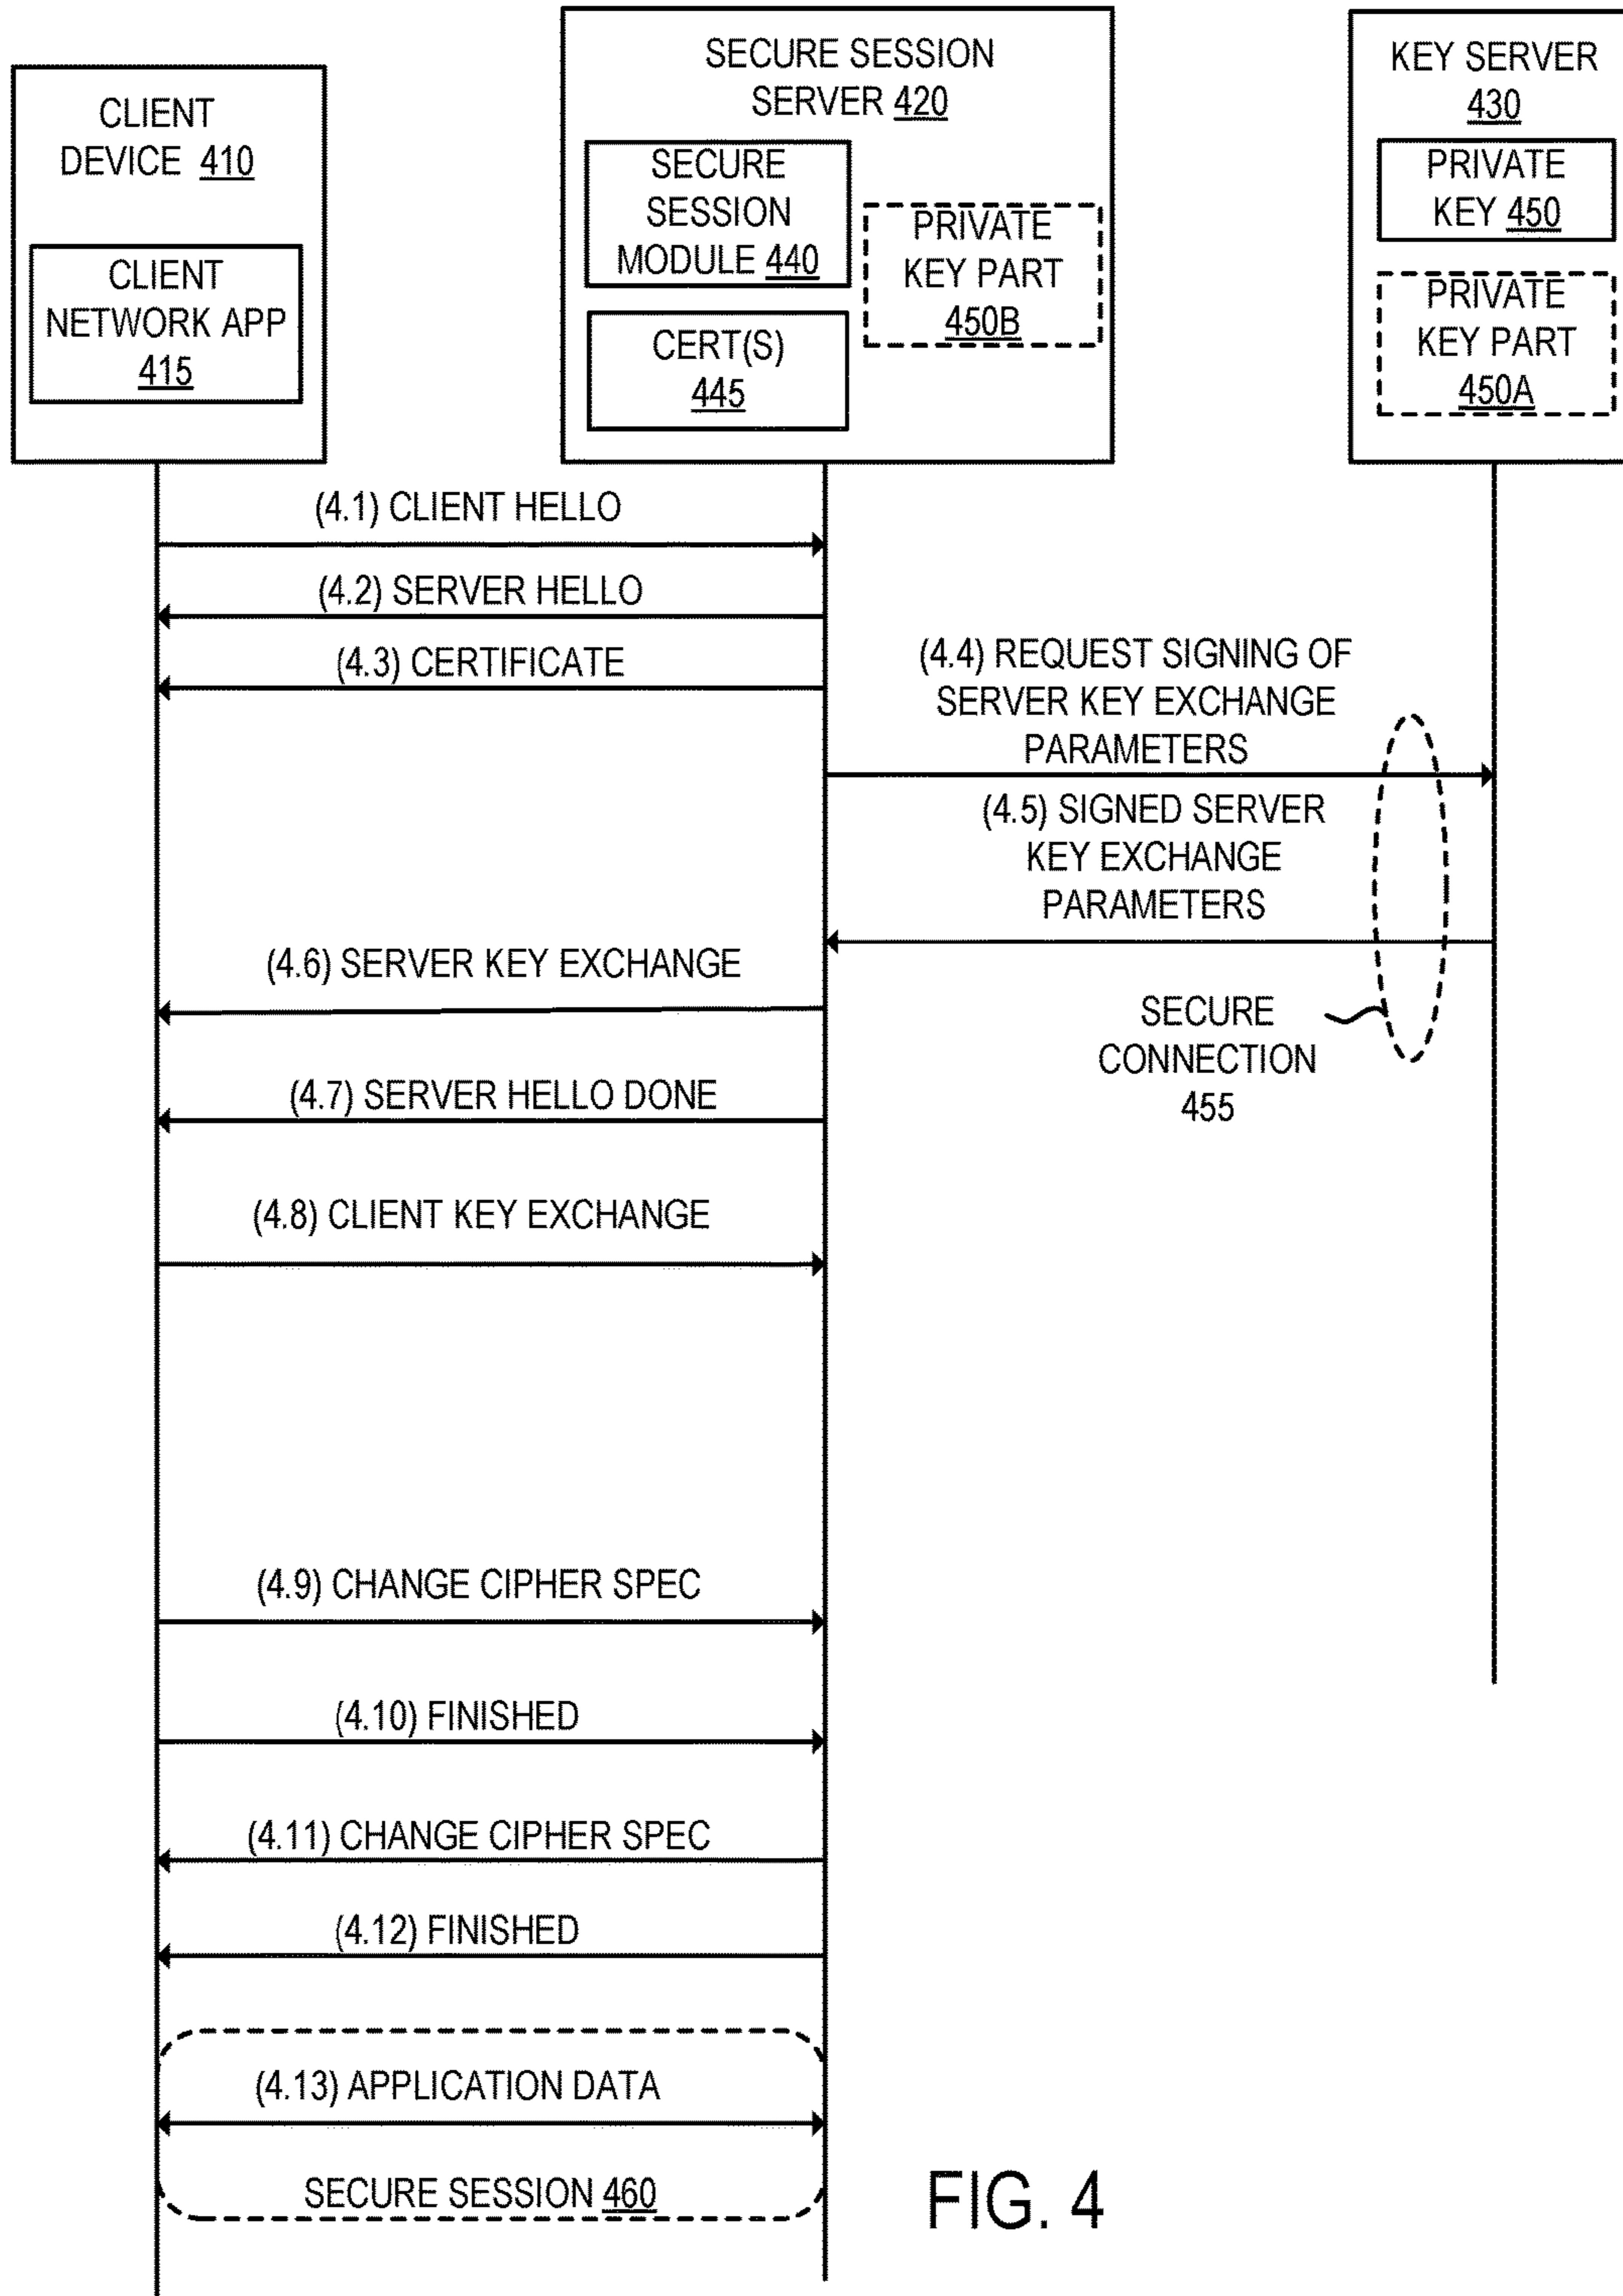 CLIENT
DEVICE 410
CLIENT
NETWORK APP
415
SECURE SESSION
SERVER 420
SECURE
SESSION
MODULE 440
CERT(S)
445
PRIVATE
KEY PART
450B
KEY SERVER
430
PRIVATE
KEY 450
PRIVATE
KEY PART
450A
(4.1) CLIENT HELLO
(4.2) SERVER HELLO
(4.3) CERTIFICATE
(4.4) REQUEST SIGNING OF
SERVER KEY EXCHANGE
PARAMETERS
(4.5) SIGNED SERVER
KEY EXCHANGE
PARAMETERS
(4.6) SERVER KEY EXCHANGE
SECURE
CONNECTION
455
(4.7) SERVER HELLO DONE
(4.8) CLIENT KEY EXCHANGE
(4.9) CHANGE CIPHER SPEC
(4.10) FINISHED
(4.11) CHANGE CIPHER SPEC
(4.12) FINISHED
(4.13) APPLICATION DATA
SECURE SESSION 460
FIG. 4